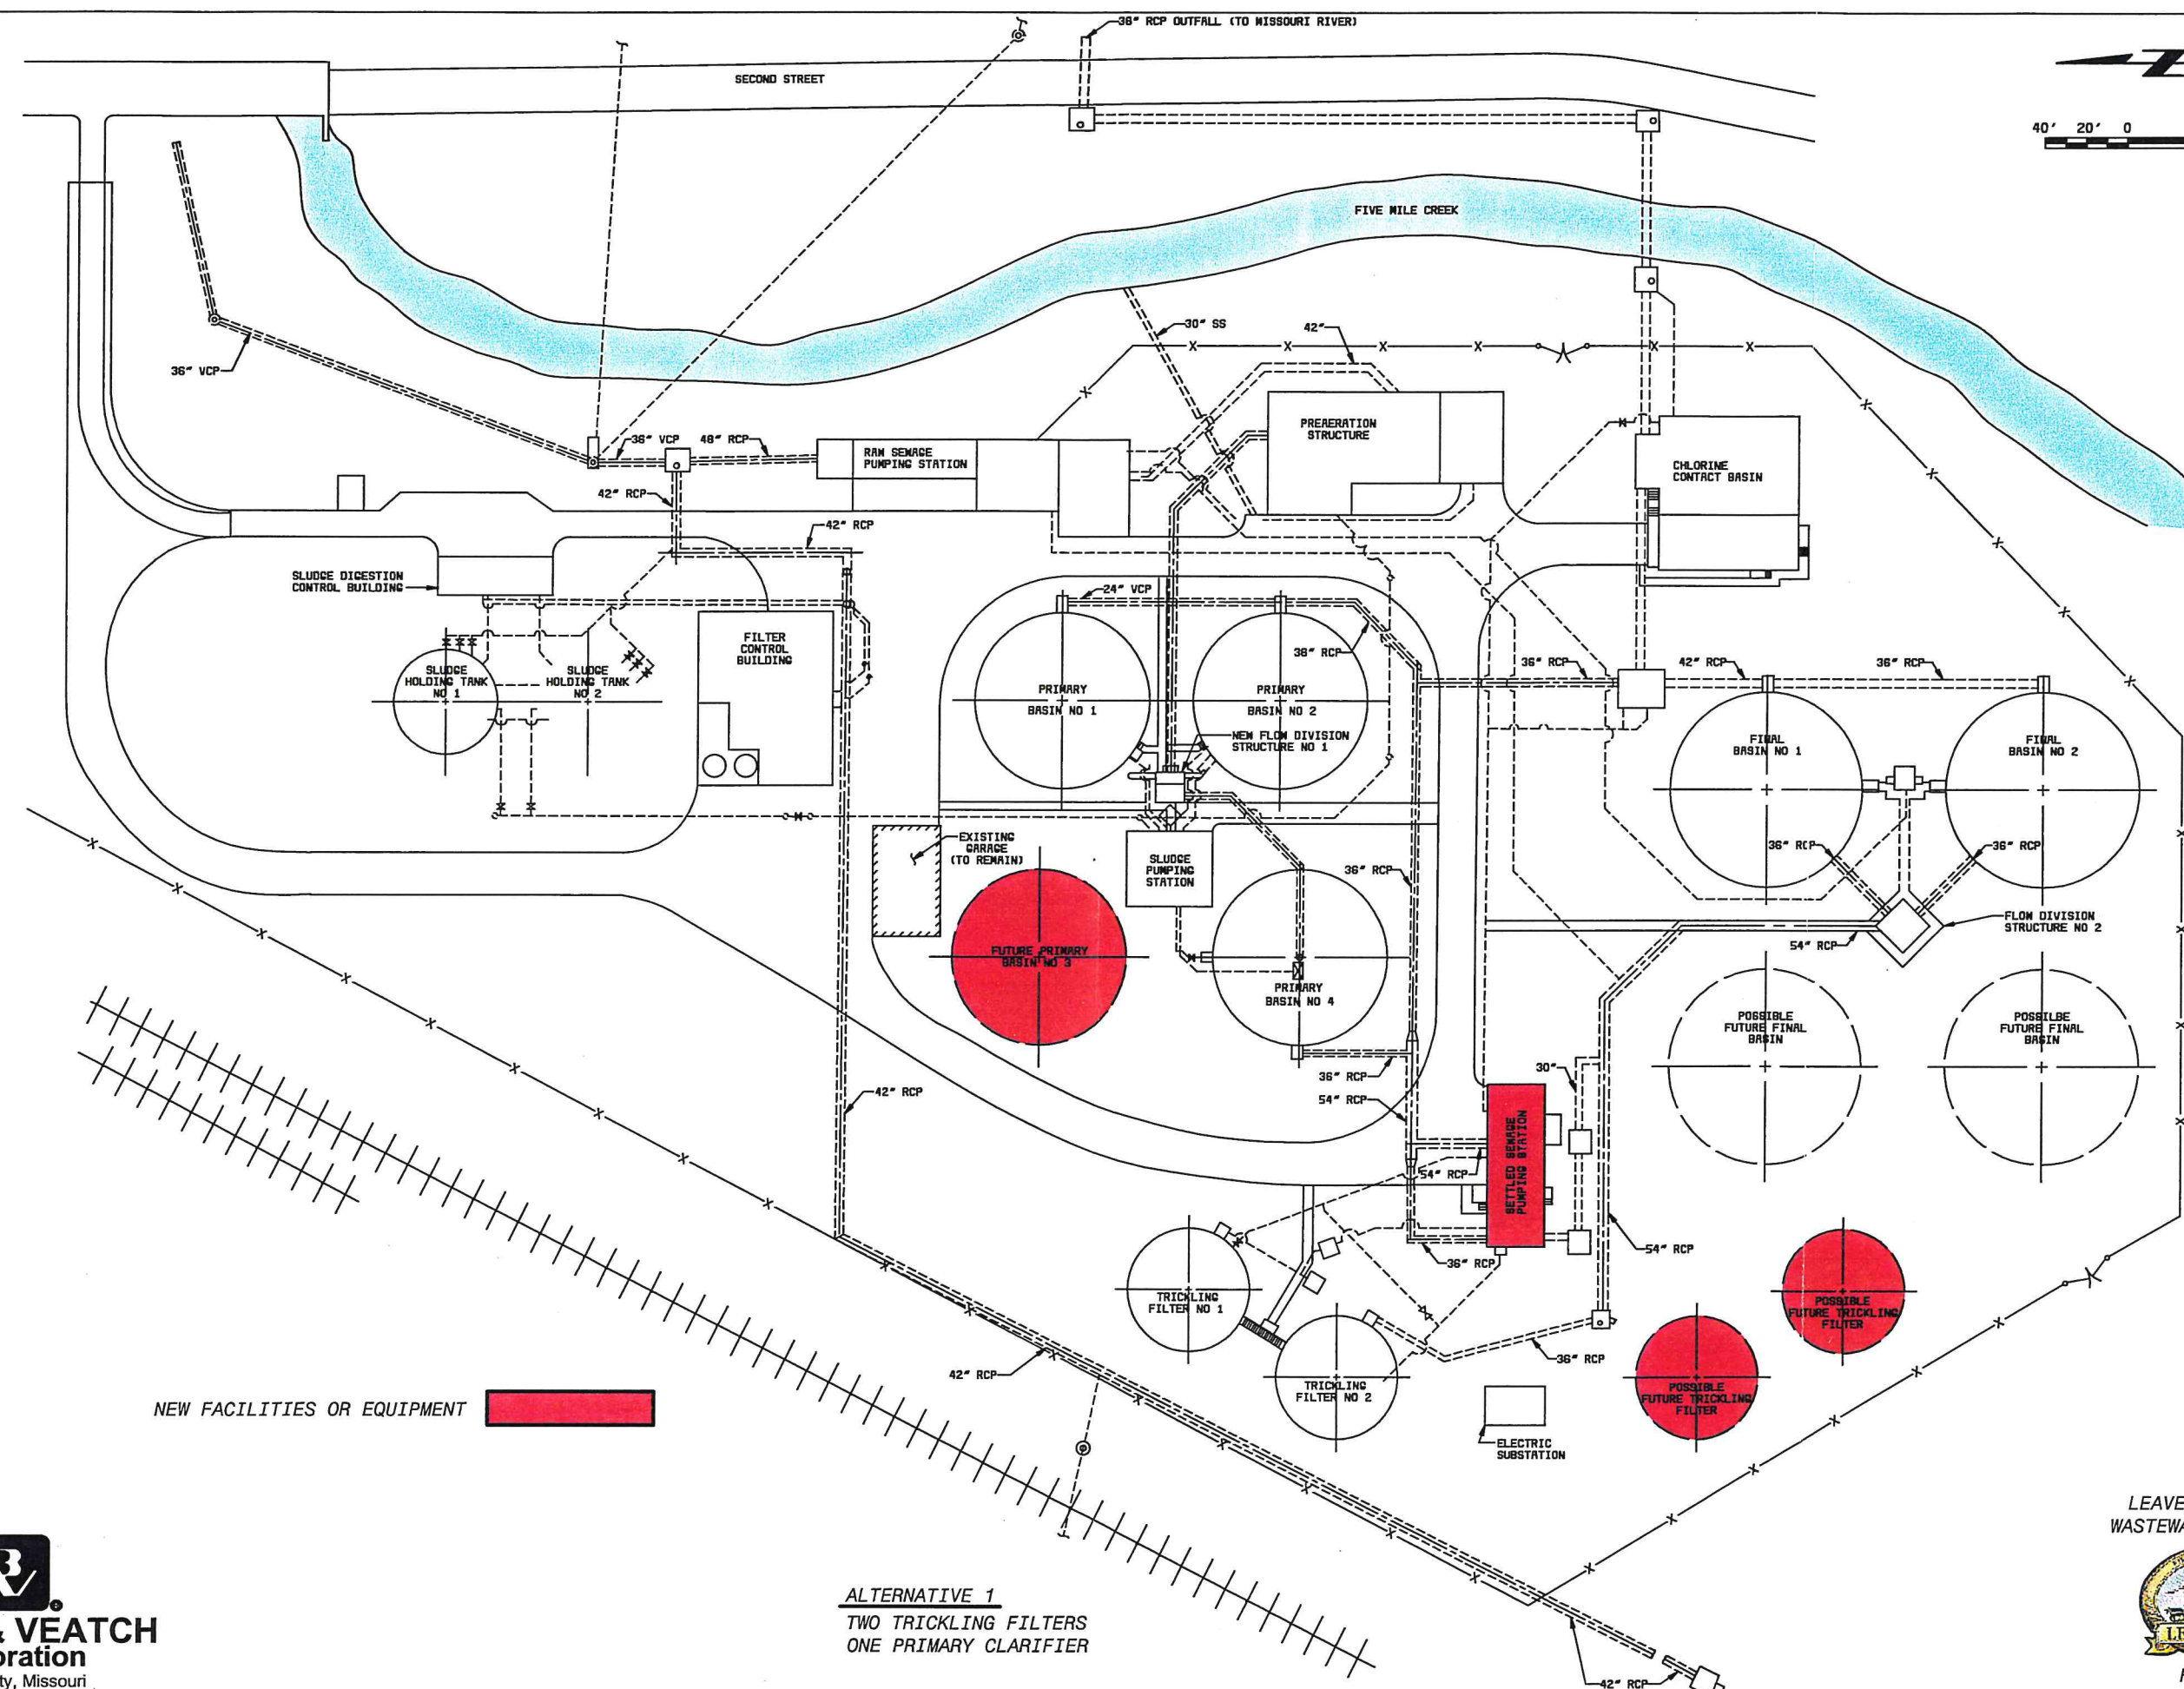 36" RCP OUTFALL (TO MISSOURI RIVER)
SECOND STREET
40' 20' 0
FIVE MILE CREEK
30" SS
42"
36" VCP
36" VCP
48" RCP
RAW SEWAGE
PUMPING STATION
PREAERATION
STRUCTURE
CHLORINE
CONTACT BASIN
42" RCP
42" RCP
SLUDGE DIGESTION
CONTROL BUILDING
24" VCP
FILTER
CONTROL
BUILDING
36" RCP
36" RCP
42" RCP
36" RCP
SLUDGE
HOLDING TANK
NO 1
SLUDGE
HOLDING TANK
NO 2
PRIMARY
BASIN NO 1
PRIMARY
BASIN NO 2
NEW FLOW DIVISION
STRUCTURE NO 1
FINAL
BASIN NO 1
FINAL
BASIN NO 2
EXISTING
GARAGE
(TO REMAIN)
SLUDGE
PUMPING
STATION
36" RCP
36" RCP
36" RCP
FLOW DIVISION
STRUCTURE NO 2
54" RCP
FUTURE PRIMARY
BASIN NO 3
PRIMARY
BASIN NO 4
POSSIBLE
FUTURE FINAL
BASIN
POSSILBE
FUTURE FINAL
BASIN
36" RCP
30"
42" RCP
54" RCP
SETTLED SEWAGE
PUMPING STATION
54" RCP
54" RCP
36" RCP
TRICKLING
FILTER NO 1
POSSIBLE
FUTURE TRICKLING
FILTER
36" RCP
42" RCP
TRICKLING
FILTER NO 2
POSSIBLE
FUTURE TRICKLING
FILTER
NEW FACILITIES OR EQUIPMENT
ELECTRIC
SUBSTATION
LEAVE
WASTEWA
ALTERNATIVE 1
TWO TRICKLING FILTERS
ONE PRIMARY CLARIFIER
& VEATCH
oration
ty, Missouri
42" RCP